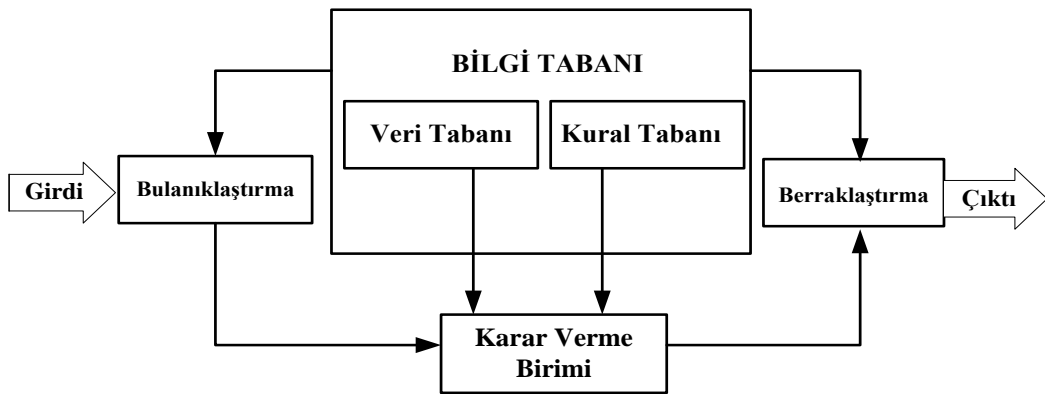 BİLGİ TABANI
Veri Tabanı
Kural Tabanı
Girdi
Bulanıklaştırma
Berraklaştırma
Çıktı
Karar Verme
Birimi